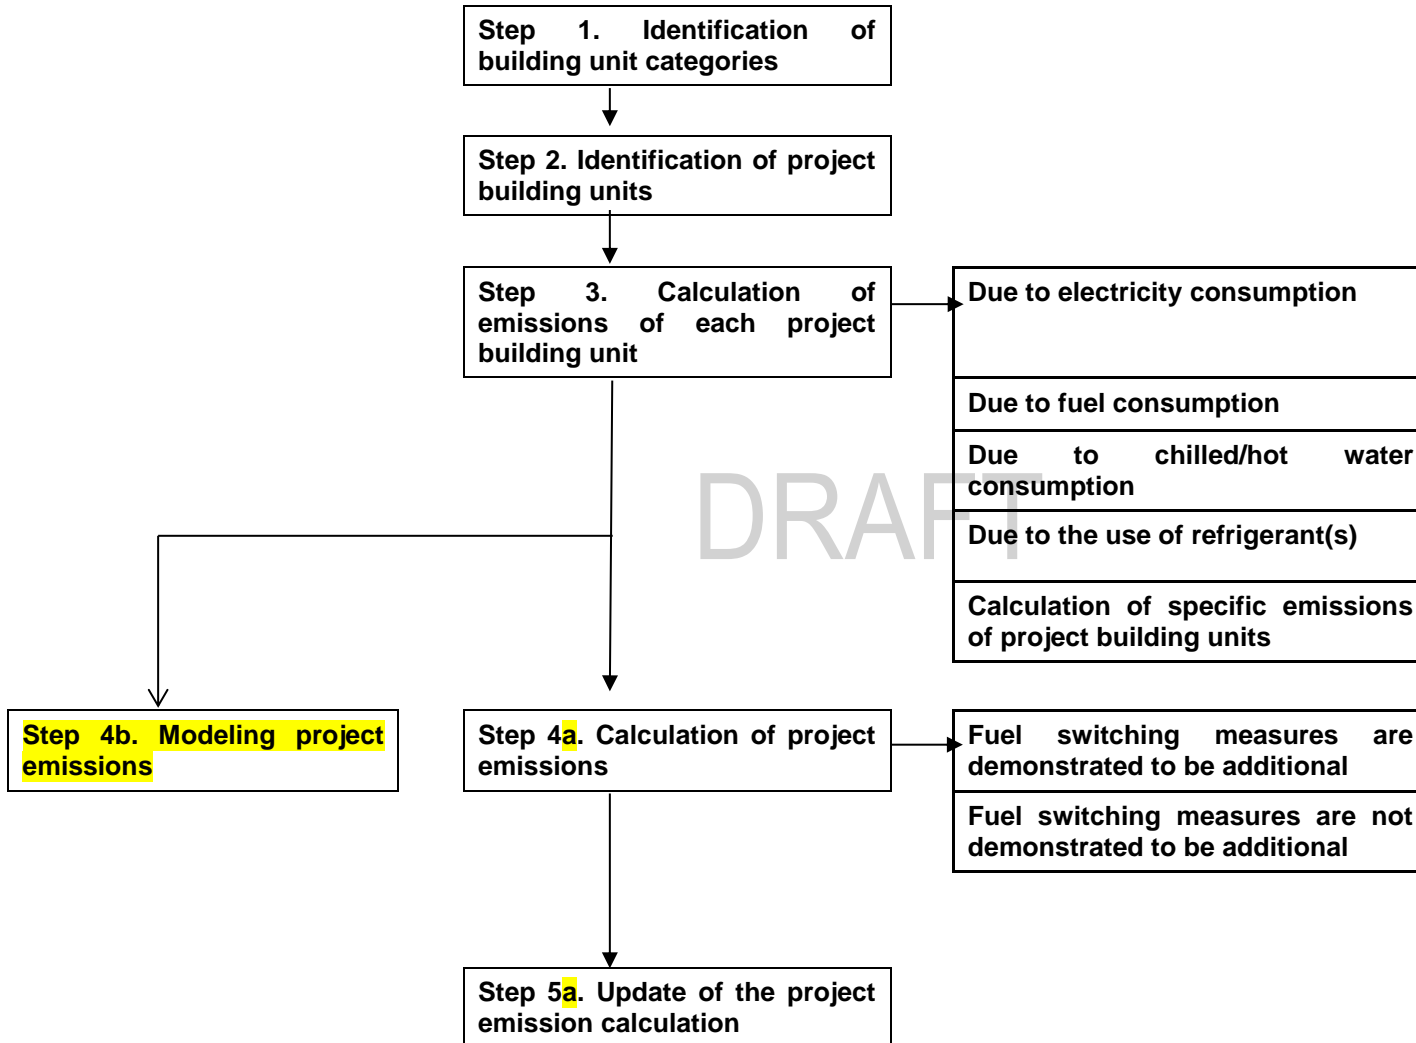 Step 1. Identification of
building unit categories
Step 2. Identification of project
building units
Step 3. Calculation of
emissions of each project
building unit
Due to electricity consumption
Due to fuel consumption
Due to chilled/hot water
consumption
Due to the use of refrigerant(s)
Calculation of specific emissions
of project building units
DRAFT
Step 4b. Modeling project
emissions
Step 4a. Calculation of project
emissions
Fuel switching measures are
demonstrated to be additional
Fuel switching measures are not
demonstrated to be additional
Step 5a. Update of the project
emission calculation